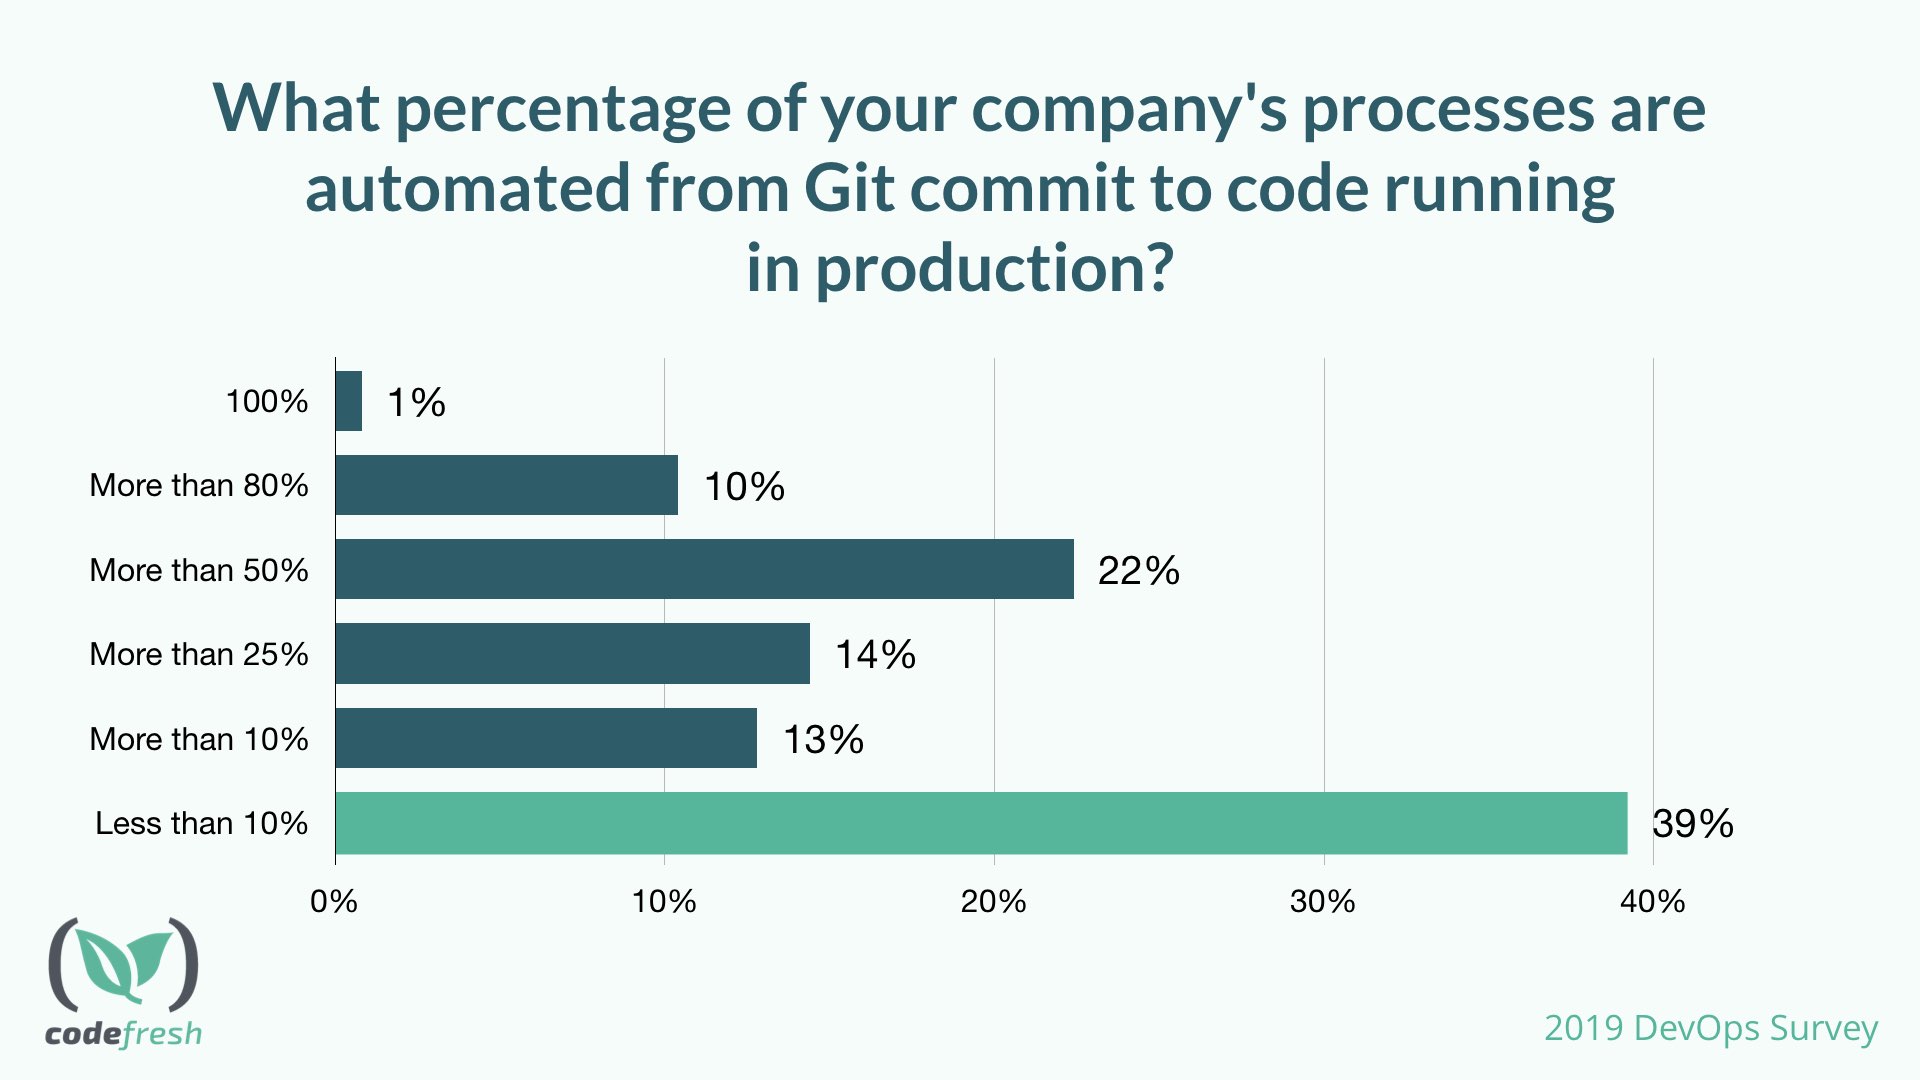 What percentage of your company's processes are
automated from Git commit to code running
in production?
100% 1%
More than 80% 10%
More than 50% 22%
More than 25% 14%
More than 10% 13%
Less than 10% 39%
0% 10% 20% 30% 40%
codefresh
2019 DevOps Survey